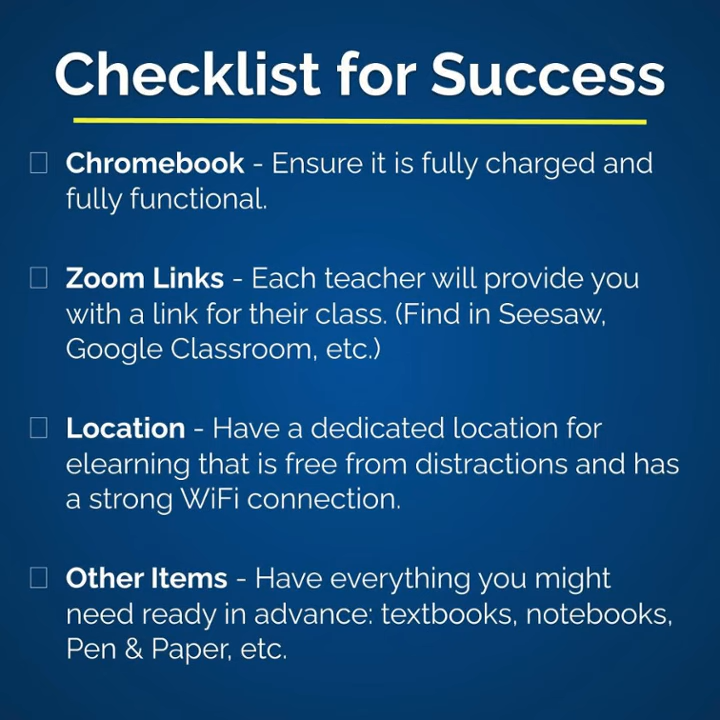 Checklist for Success
Chromebook - Ensure it is fully charged and
fully functional.
Zoom Links - Each teacher will provide you
with a link for their class. (Find in Seesaw,
Google Classroom, etc.)
Location - Have a dedicated location for
elearning that is free from distractions and has
a strong WiFi connection.
Other Items - Have everything you might
need ready in advance: textbooks, notebooks,
Pen & Paper, etc.